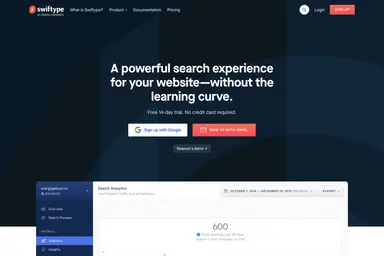 swiftype
an Elastic company
What is Swiftype?
Product
Documentation
Pricing
Login
SIGN UP
A powerful search experience
for your website—without the
learning curve.
Free 14-day trial. No credit card required.
Sign up with Google
SIGN UP WITH EMAIL
Request a demo
Search Analytics
EXPORT
Overview
Search Preview
Analytics
Insights
600